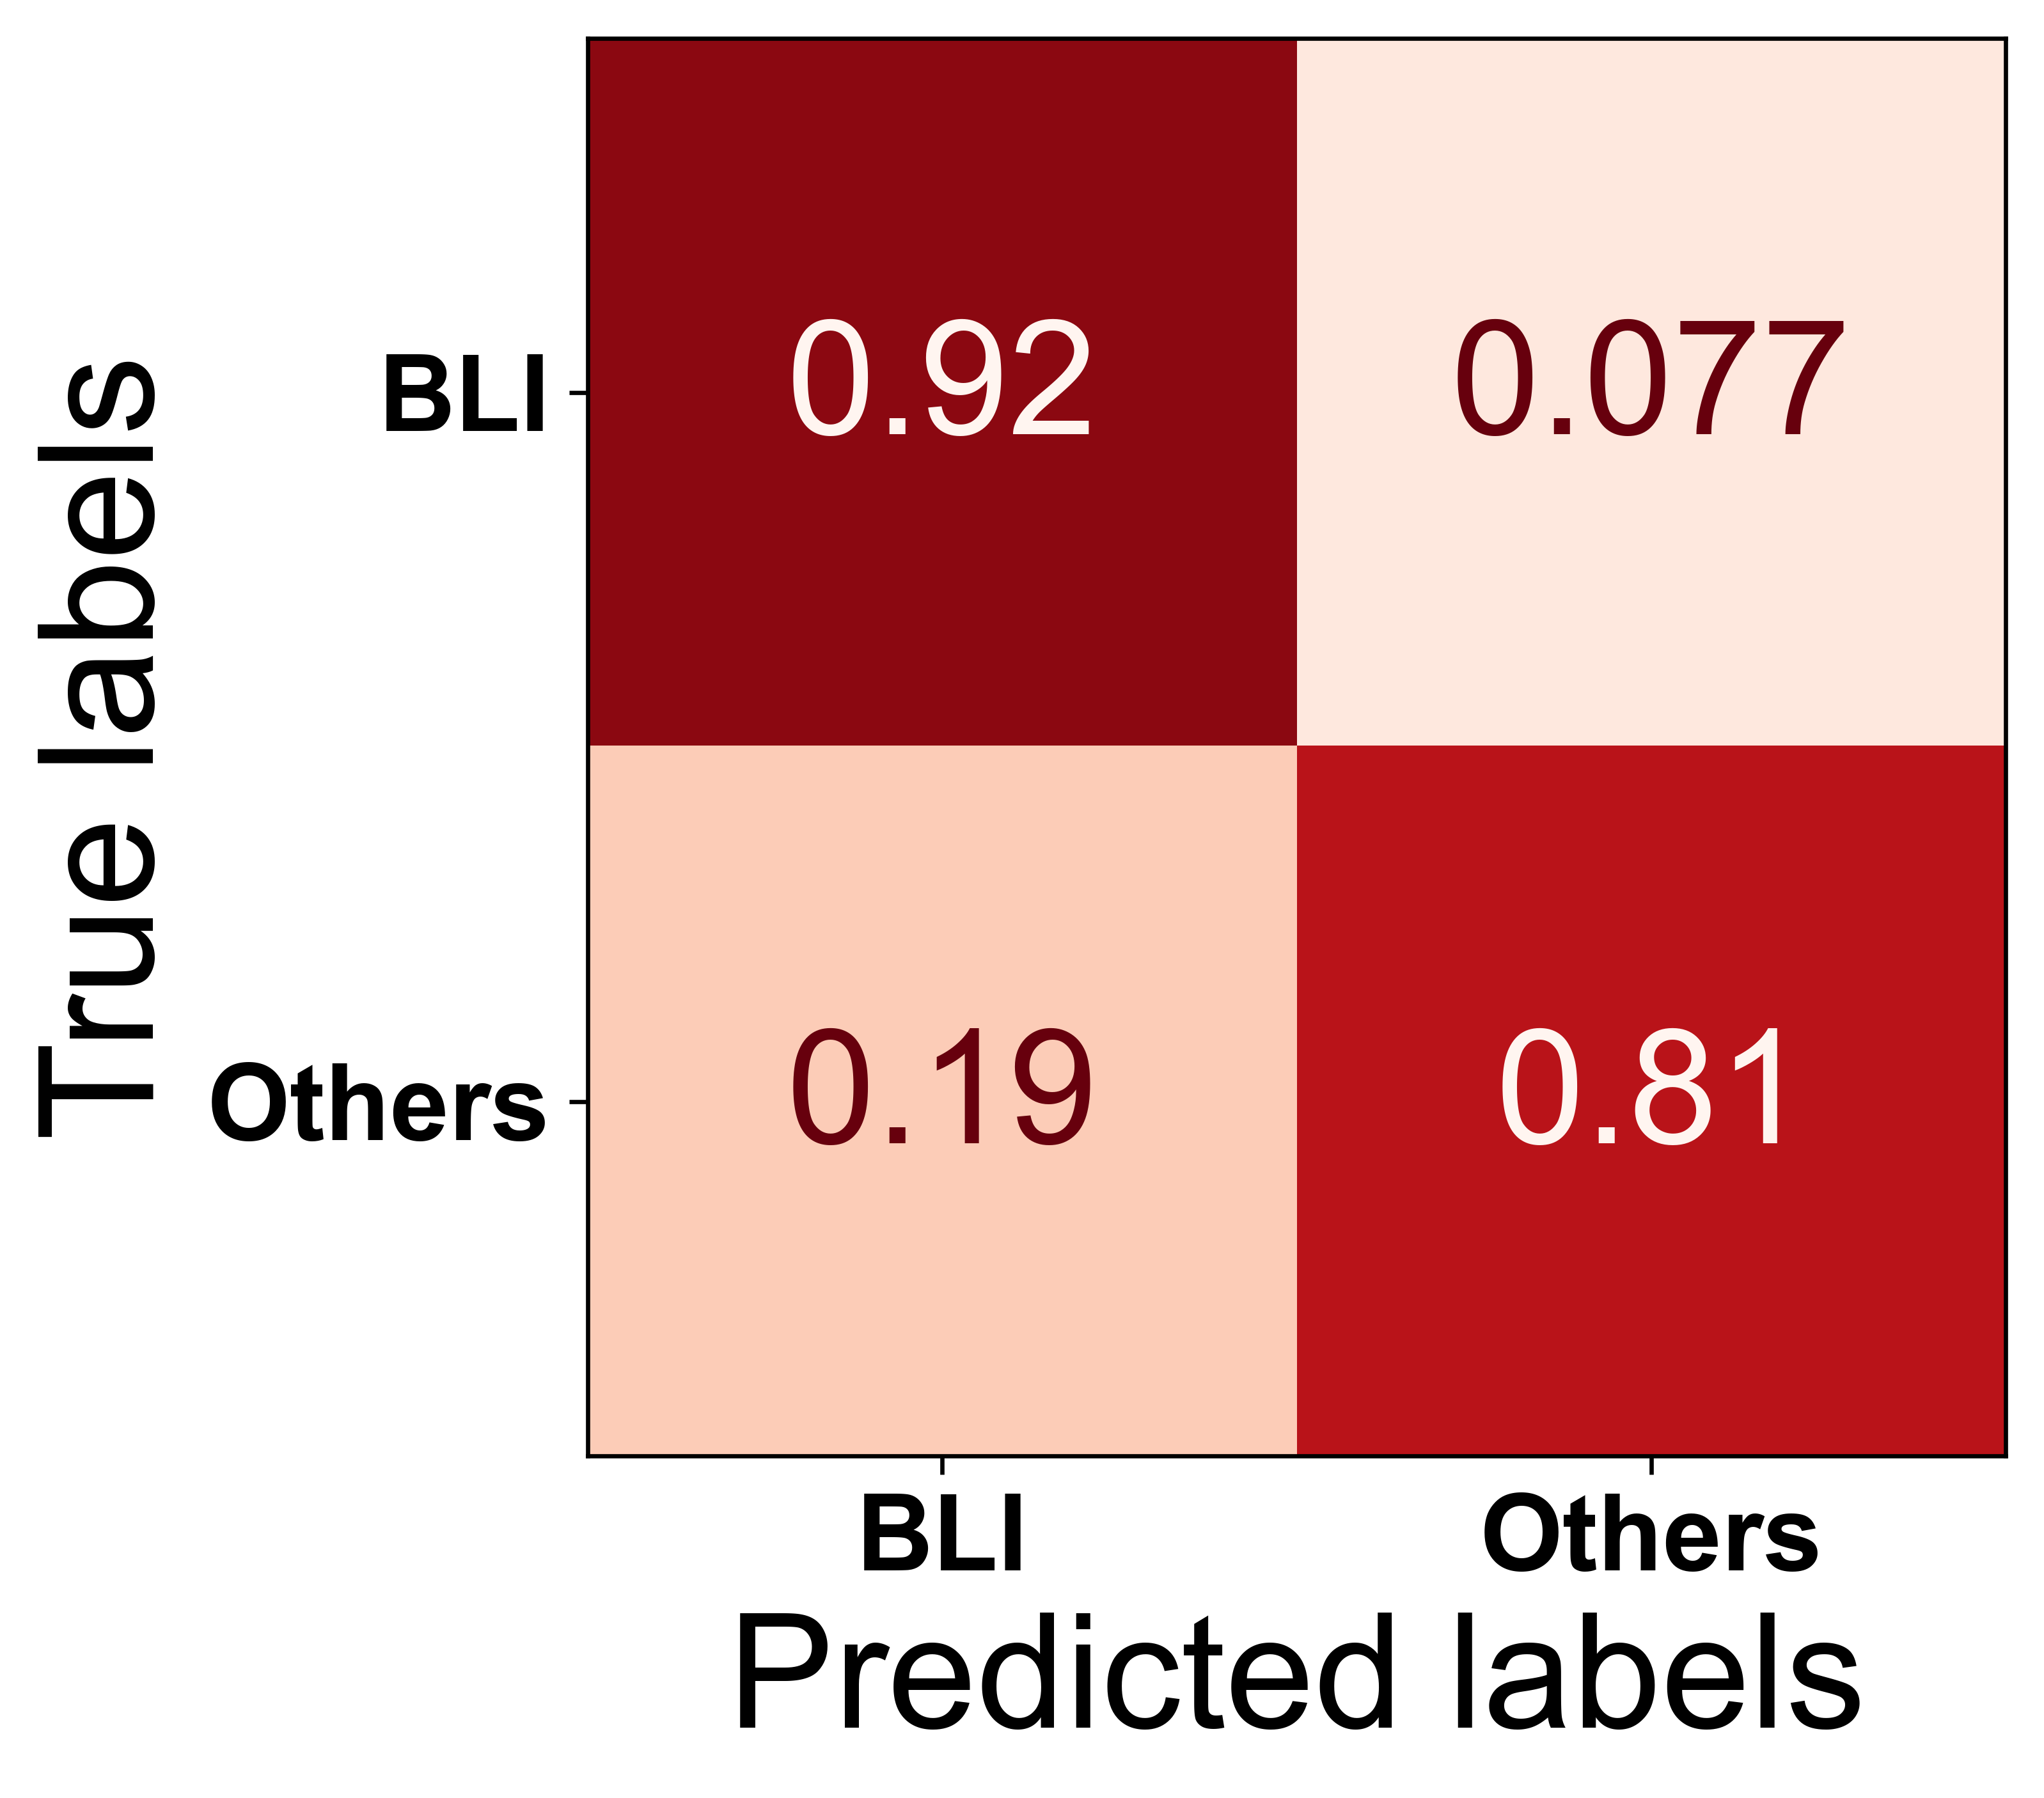 True labels
BLI
0.92
0.077
Others
0.19
0.81
BLI
Others
Predicted labels